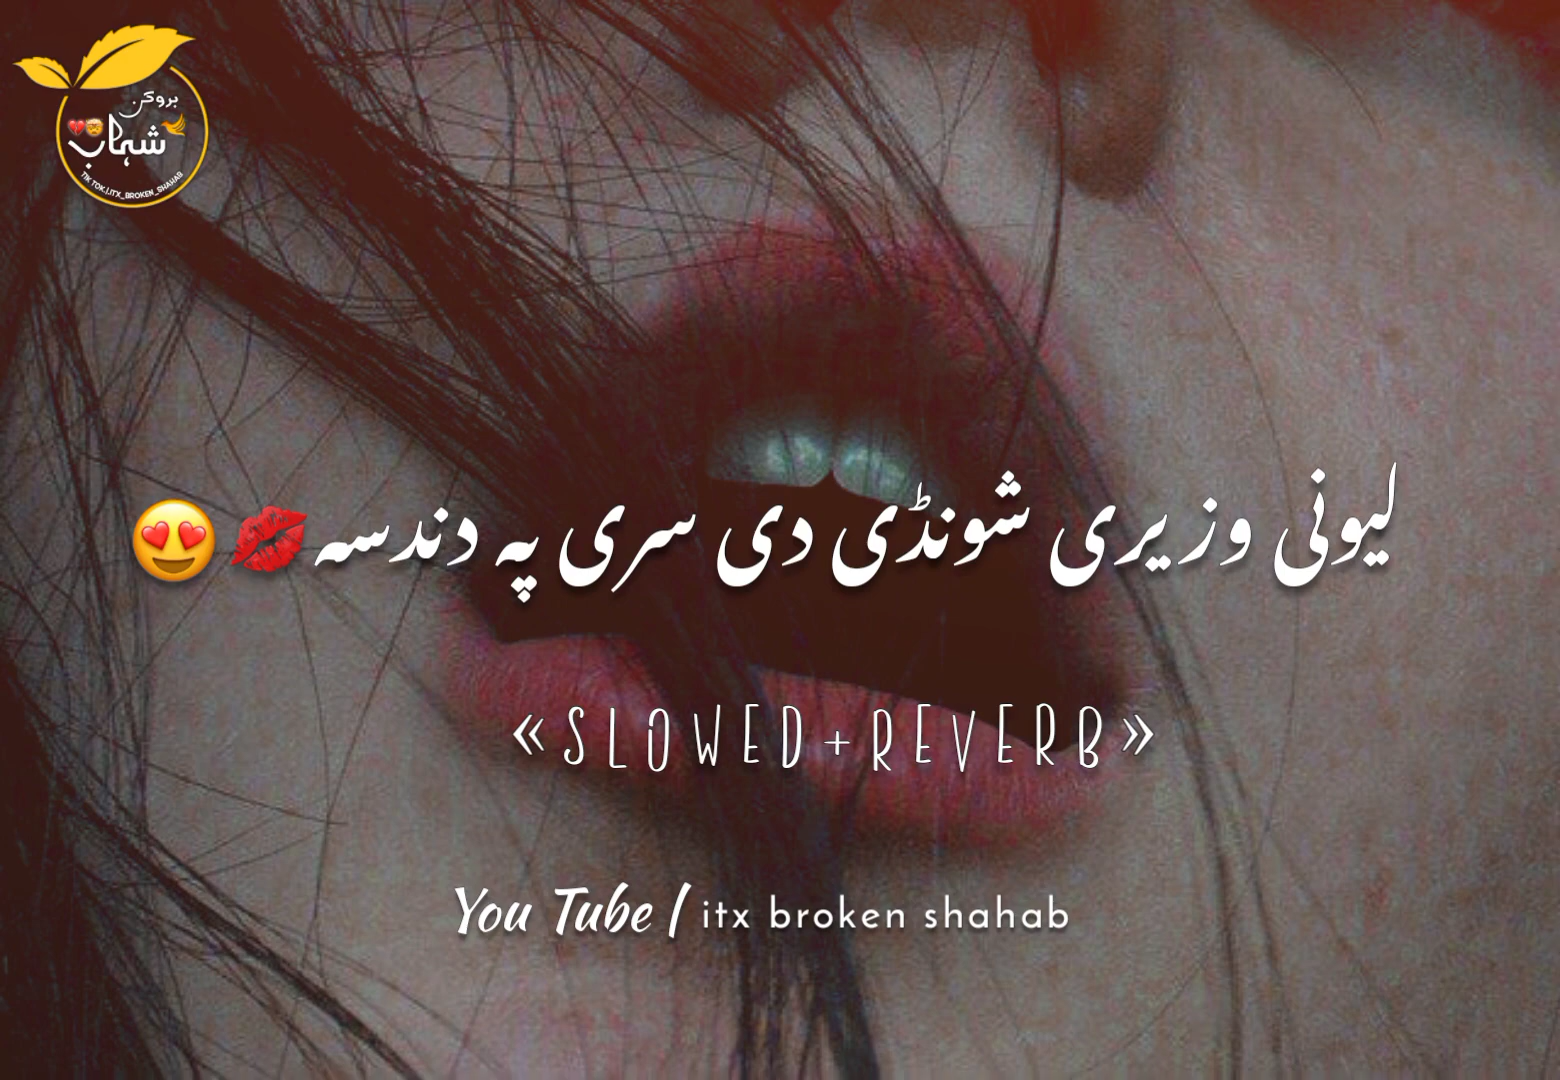 بروکن
شہاب
TIK TOK.|.ITX_BROKEN_SHAHAB
لیونی وزیری شونڈی دی سری پہ دندسہ💋😍
«SLOWED+REVERB»
You Tube / itx broken shahab